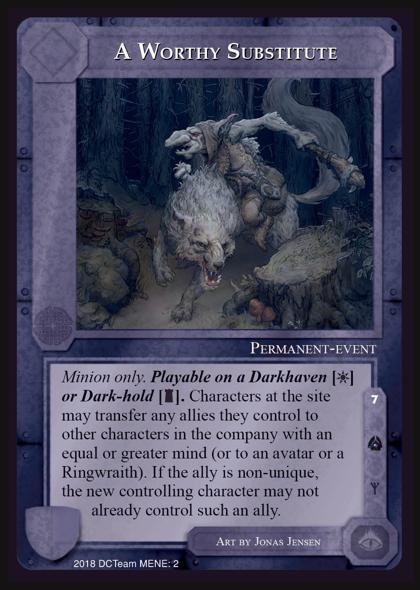 A Worthy Substitute
Permanent-event
Minion only. Playable on a Darkhaven [☀]
or Dark-hold [♜]. Characters at the site
may transfer any allies they control to
other characters in the company with an
equal or greater mind (or to an avatar or a
Ringwraith). If the ally is non-unique,
the new controlling character may not
already control such an ally.
7
Art by Jonas Jensen
2018 DCTeam MENE: 2